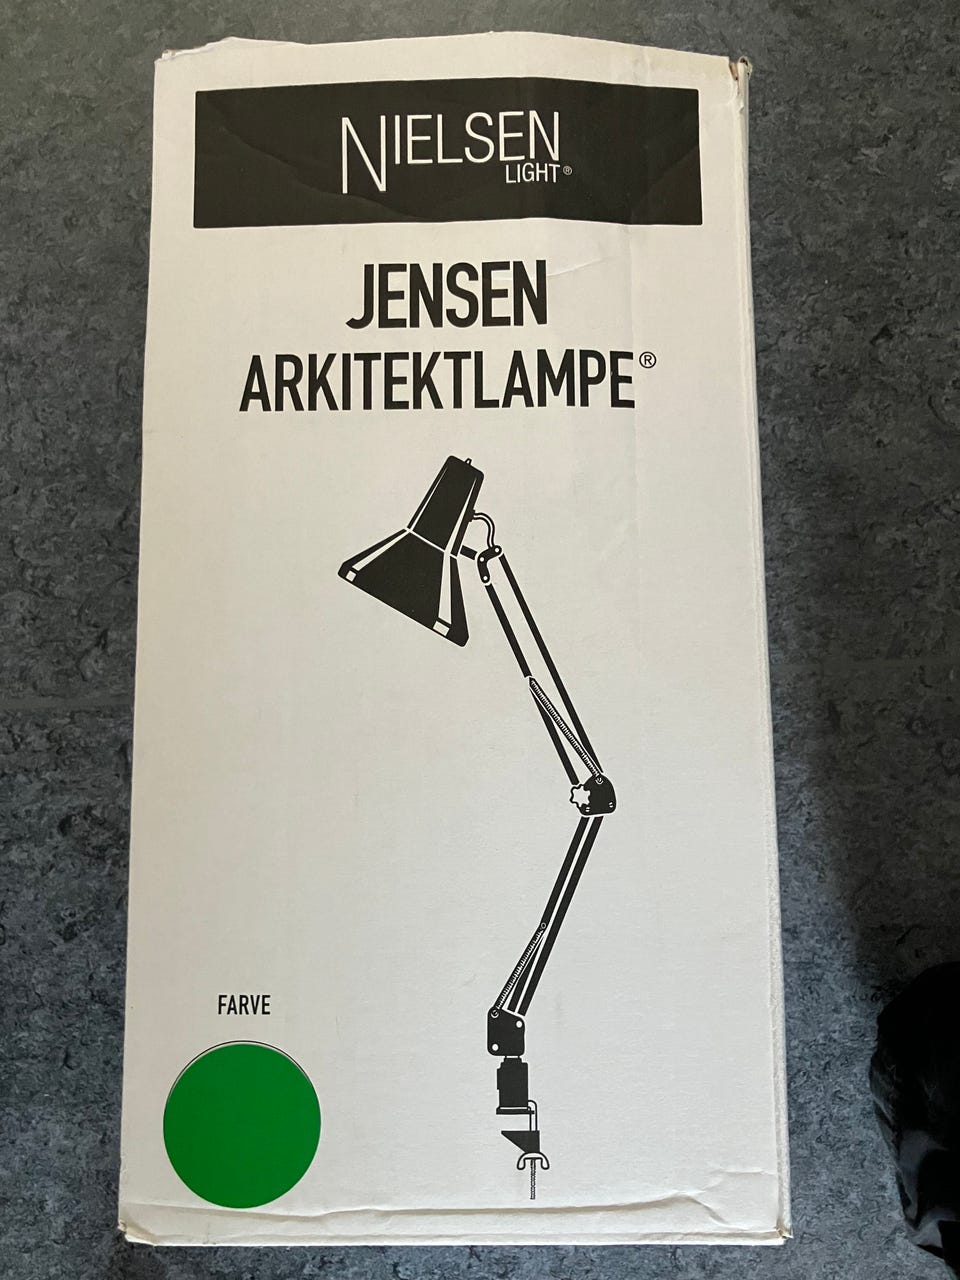 NIELSEN
LIGHT®
JENSEN
ARKITEKTLAMPE®
FARVE